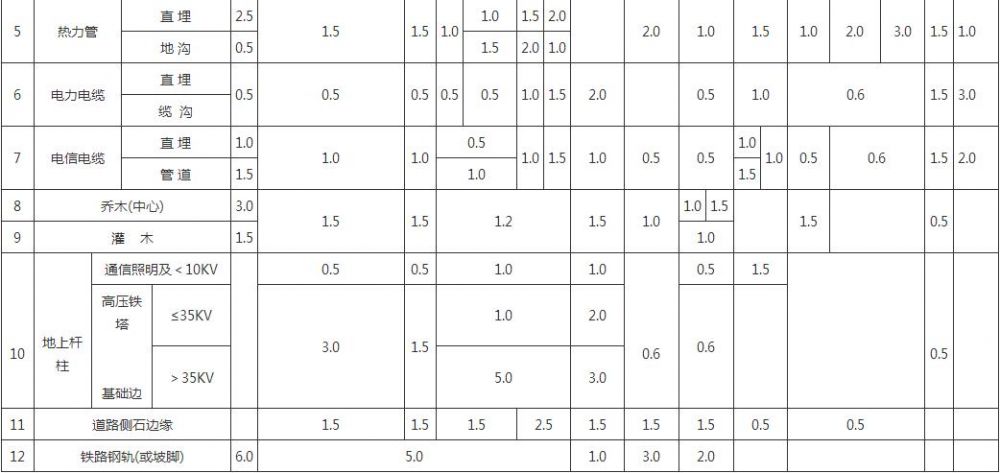 直 埋 2.5 1.0 1.5 2.0
5 热力管 1.5 1.5 1.0 2.0 1.0 1.5 1.0 2.0 3.0 1.5 1.0
地 沟 0.5 1.5 2.0 1.0
直 埋
6 电力电缆 0.5 0.5 0.5 0.5 0.5 1.0 1.5 2.0 0.5 1.0 0.6 1.5 3.0
缆 沟
直 埋 1.0 0.5 1.0
7 电信电缆 1.0 1.0 1.0 1.5 1.0 0.5 0.5 1.0 0.5 0.6 1.5 2.0
管 道 1.5 1.0 1.5
8 乔木(中心) 3.0 1.0 1.5
1.5 1.5 1.2 1.5 1.0 1.5 0.5
9 灌 木 1.5 1.0
通信照明及＜10KV 0.5 0.5 1.0 1.0 0.5 1.5
高压铁
塔 ≤35KV 1.0 2.0
10 地上杆
柱 3.0 1.5 0.6 0.6 0.5
＞35KV 5.0 3.0
基础边
11 道路侧石边缘 1.5 1.5 1.5 2.5 1.5 1.5 1.5 0.5 0.5
12 铁路钢轨(或坡脚) 6.0 5.0 1.0 3.0 2.0